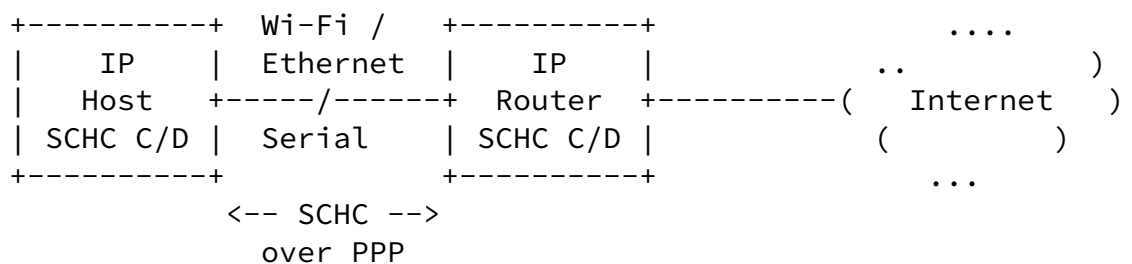 +----------+  Wi-Fi /   +----------+                ....
|    IP    |  Ethernet  |    IP    |            ..          )
|   Host   +-----/------+  Router  +----------(   Internet   )
| SCHC C/D |  Serial    | SCHC C/D |            (         )
+----------+            +----------+               ...
            <-- SCHC -->
              over PPP